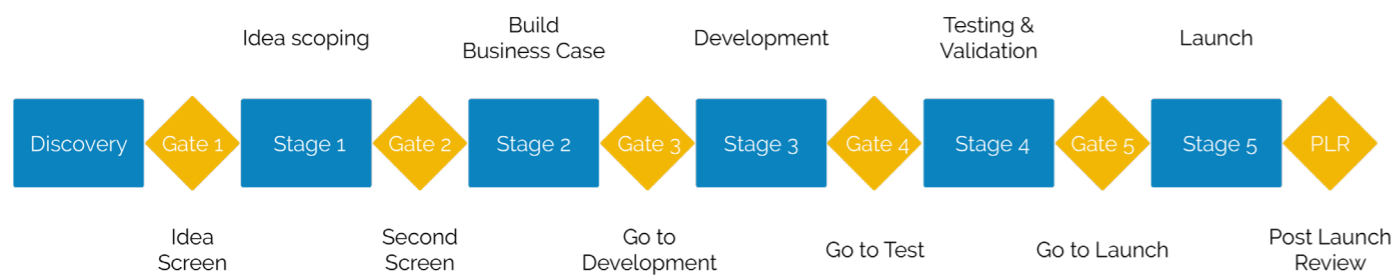 Idea scoping
Build
Business Case
Development
Testing &
Validation
Launch
Discovery
Gate 1
Stage 1
Gate 2
Stage 2
Gate 3
Stage 3
Gate 4
Stage 4
Gate 5
Stage 5
PLR
Idea
Screen
Second
Screen
Go to
Development
Go to Test
Go to Launch
Post Launch
Review